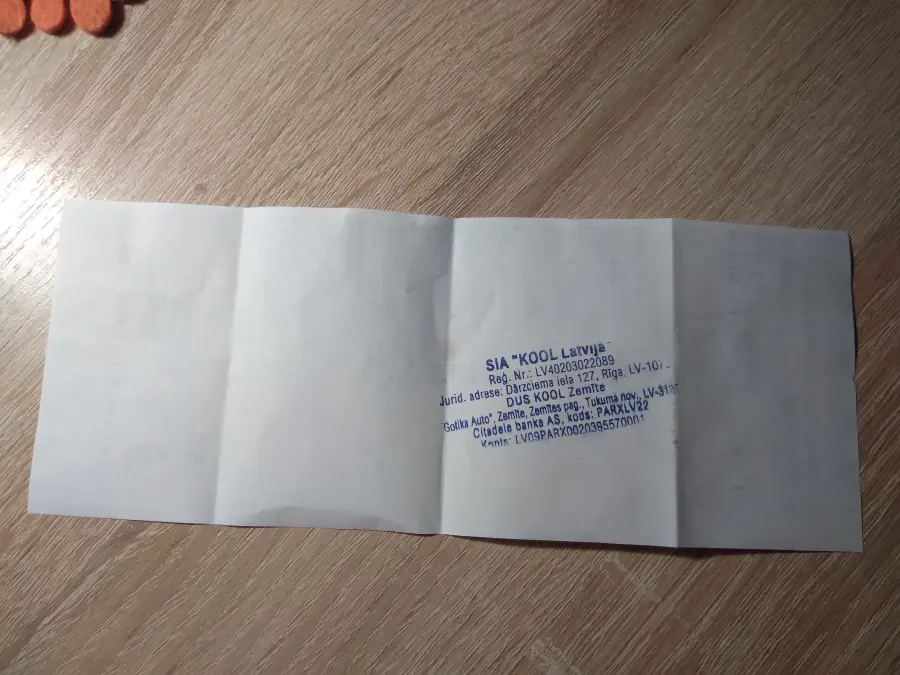 SIA "KOOL Latvija"
Reģ. Nr.: LV40203022089
Jurid. adrese: Dārzciema iela 127, Rīga, LV-107
DUS KOOL Zemīte
"Gotika Auto", Zemīte, Zemītes pag., Tukuma nov., LV-31
Citadele banka AS, kods: PARXLV22
Konts: LV09PARX0020395570001